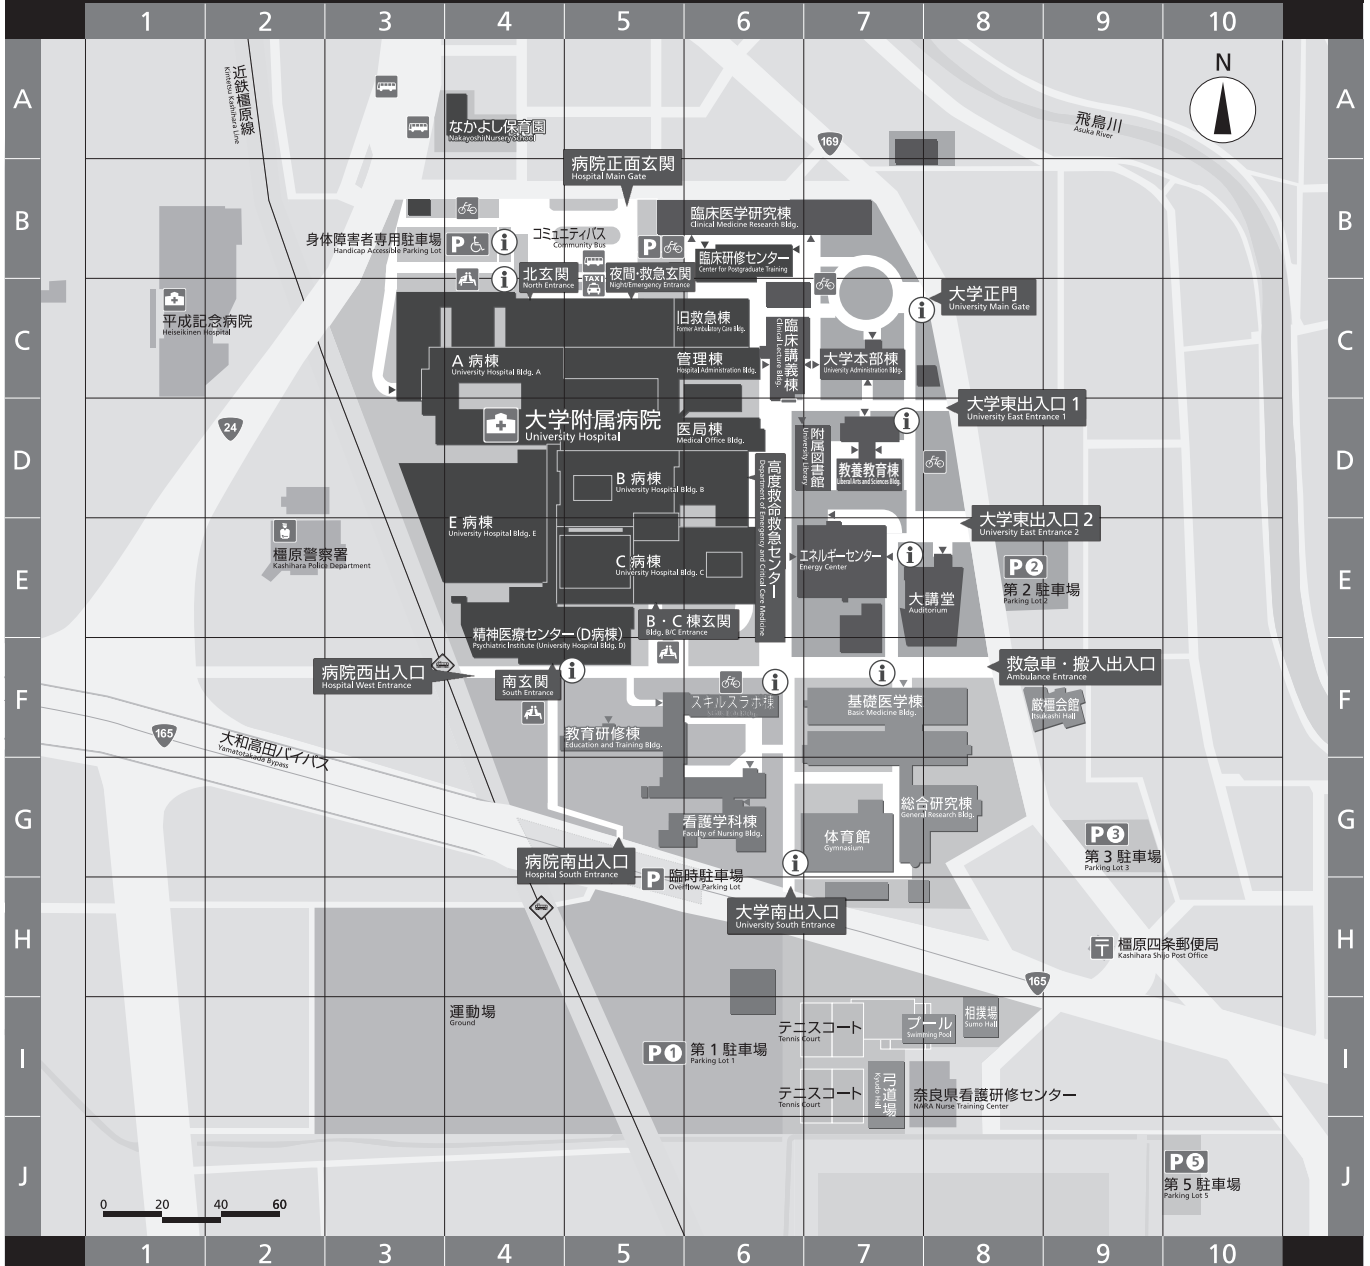 1 2 3 4 5 6 7 8 9 10
A
A
N
近鉄橿原線
Kintetsu Kashihara Line
なかよし保育園
Nakayoshi Nursery School
169
飛鳥川
Asuka River
病院正面玄関
Hospital Main Gate
B
B
臨床医学研究棟
Clinical Medicine Research Bldg.
身体障害者専用駐車場
Handicap Accessible Parking Lot
P
i
コミュニティバス
Community Bus
P
臨床研修センター
Center for Postgraduate Training
i
北玄関
North Entrance
TAXI
夜間・救急玄関
Night/Emergency Entrance
大学正門
University Main Gate
i
平成記念病院
Heiseikinen Hospital
旧救急棟
Former Ambulatory Care Bldg.
臨床講義棟
Clinical Lecture Bldg.
C
C
A 病棟
University Hospital Bldg. A
管理棟
Hospital Administration Bldg.
大学本部棟
University Administration Bldg.
大学東出入口 1
University East Entrance 1
24
大学附属病院
University Hospital
医局棟
Medical Office Bldg.
附属図書館
University Library
i
D
D
教養教育棟
Liberal Arts and Sciences Bldg.
B 病棟
University Hospital Bldg. B
高度救命救急センター
Department of Emergency and Critical Care Medicine
E 病棟
University Hospital Bldg. E
大学東出入口 2
University East Entrance 2
橿原警察署
Kashihara Police Department
C 病棟
University Hospital Bldg. C
エネルギーセンター
Energy Center
i
P 2
第 2 駐車場
Parking Lot 2
E
E
大講堂
Auditorium
精神医療センター（D病棟）
Psychiatric Institute (University Hospital Bldg. D)
B・C 棟玄関
Bldg. B/C Entrance
病院西出入口
Hospital West Entrance
i
救急車・搬入出入口
Ambulance Entrance
南玄関
South Entrance
i
i
F
F
スキルスラボ棟
基礎医学棟
Basic Medicine Bldg.
厳橿会館
Itsukashi Hall
165
大和高田バイパス
Yamatotakada Bypass
教育研修棟
Education and Training Bldg.
G
G
看護学科棟
Faculty of Nursing Bldg.
総合研究棟
General Research Bldg.
体育館
Gymnasium
P 3
第 3 駐車場
Parking Lot 3
病院南出入口
Hospital South Entrance
i
P
臨時駐車場
Overflow Parking Lot
大学南出入口
University South Entrance
H
H
橿原四条郵便局
Kashihara Shijo Post Office
165
運動場
Ground
テニスコート
Tennis Court
プール
Swimming Pool
相撲場
Sumo Hall
P 1
第 1 駐車場
Parking Lot 1
I
I
テニスコート
Tennis Court
弓道場
Kyudo Hall
奈良県看護研修センター
NARA Nurse Training Center
J
J
P 5
第 5 駐車場
Parking Lot 5
0 20 40 60
1 2 3 4 5 6 7 8 9 10